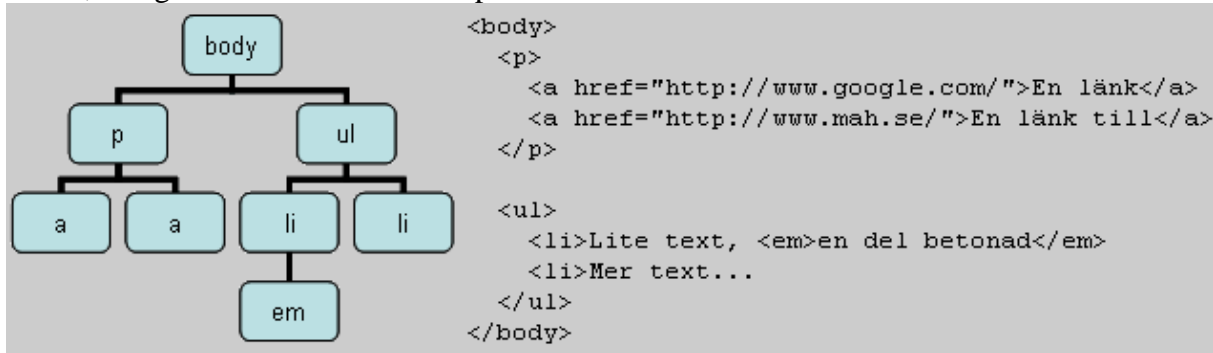 body
p
ul
a
a
li
li
em
<body>
<p>
<a href="http://www.google.com/">En länk</a>
<a href="http://www.mah.se/">En länk till</a>
</p>
<ul>
<li>Lite text, <em>en del betonad</em>
<li>Mer text...
</ul>
</body>